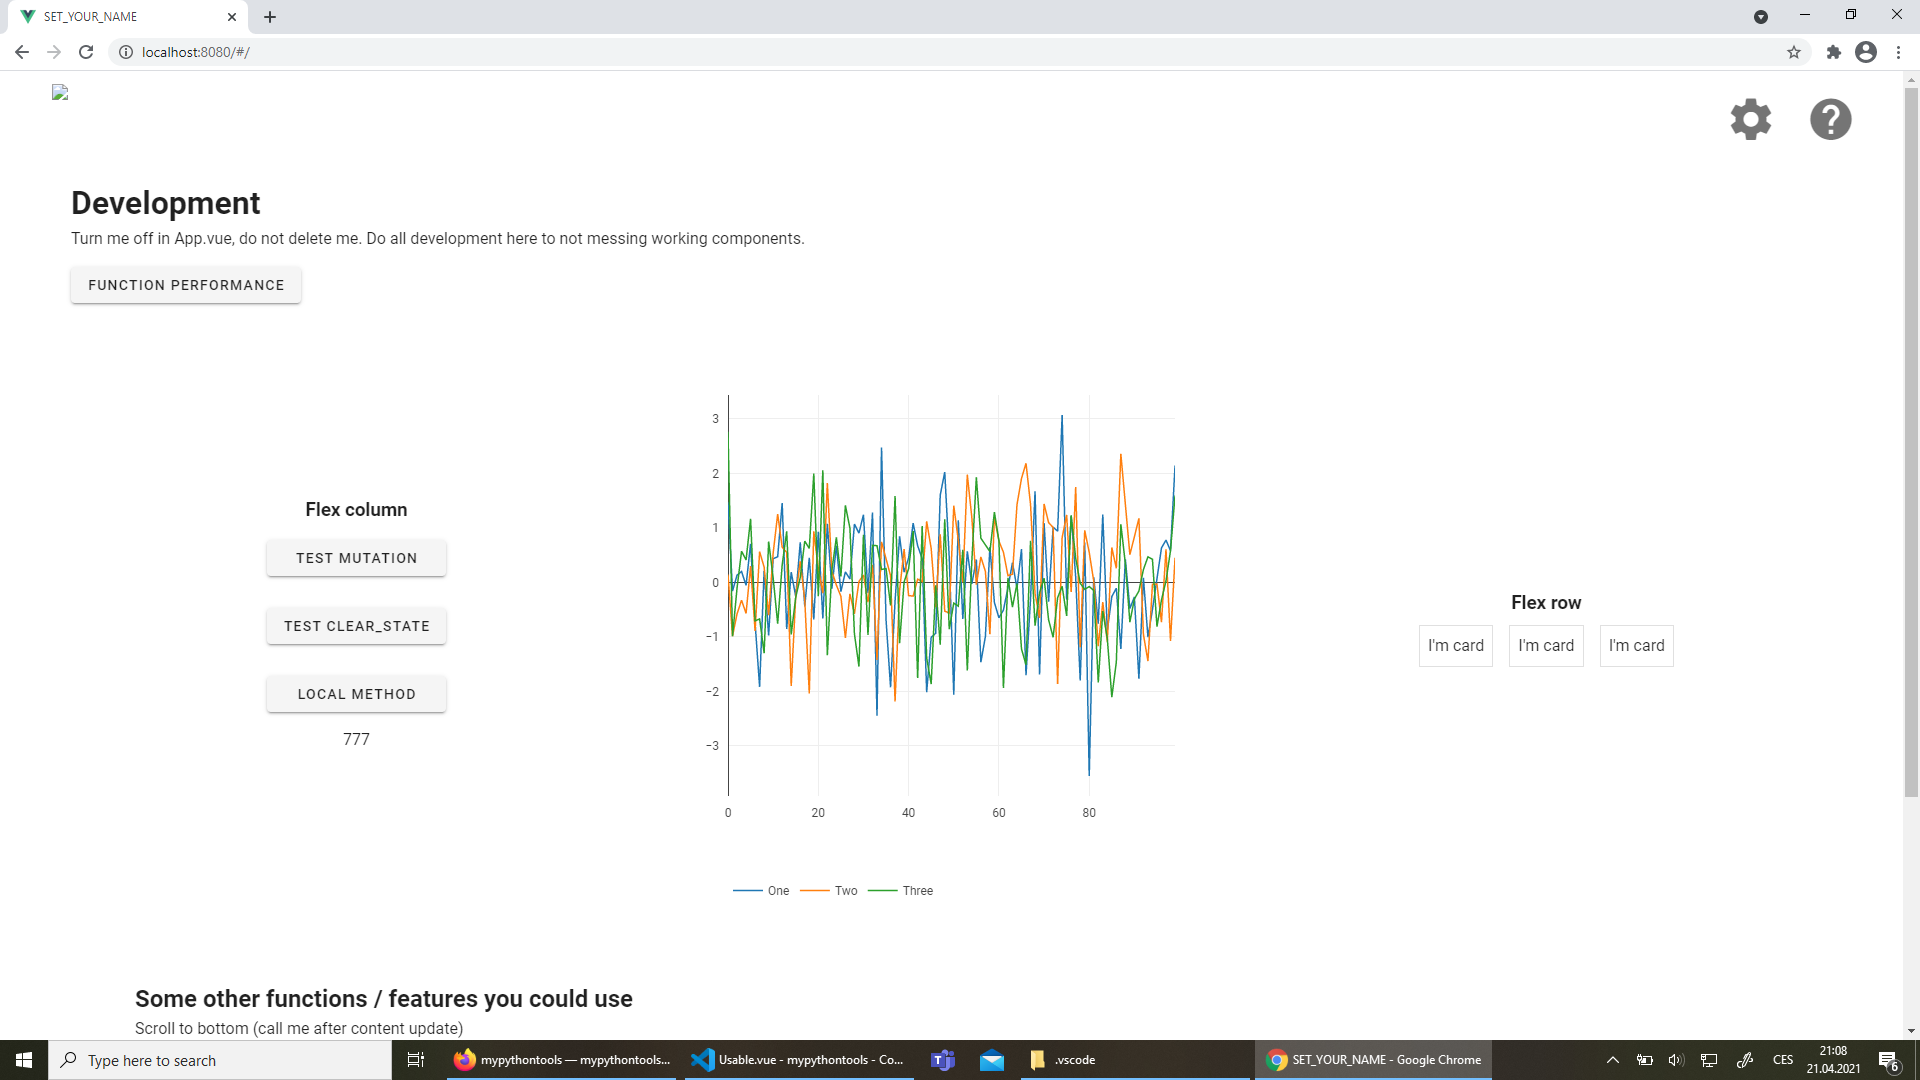 SET_YOUR_NAME
localhost:8080/#/
Development
Turn me off in App.vue, do not delete me. Do all development here to not messing working components.
FUNCTION PERFORMANCE
Flex column
TEST MUTATION
TEST CLEAR_STATE
LOCAL METHOD
777
3
2
1
0
−1
−2
−3
0 20 40 60 80
One Two Three
Flex row
I'm card I'm card I'm card
Some other functions / features you could use
Scroll to bottom (call me after content update)
Type here to search
mypythontools — mypythontools...
Usable.vue - mypythontools - Co...
.vscode
SET_YOUR_NAME - Google Chrome
CES
21:08
21.04.2021
6